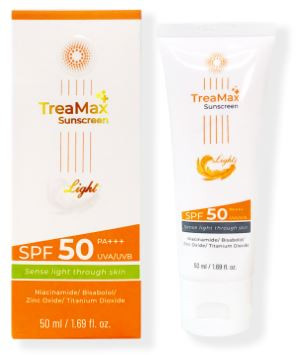 TreaMax
Sunscreen
Light
SPF 50 PA+++
UVA/UVB
Sense light through skin
Niacinamide/ Bisabolol/
Zinc Oxide/ Titanium Dioxide
50 ml / 1.69 fl. oz.
TreaMax
Sunscreen
Light
SPF 50
Sense light through skin
Niacinamide/ Bisabolol/
Zinc Oxide/ Titanium Dioxide
50 ml / 1.69 fl. oz.